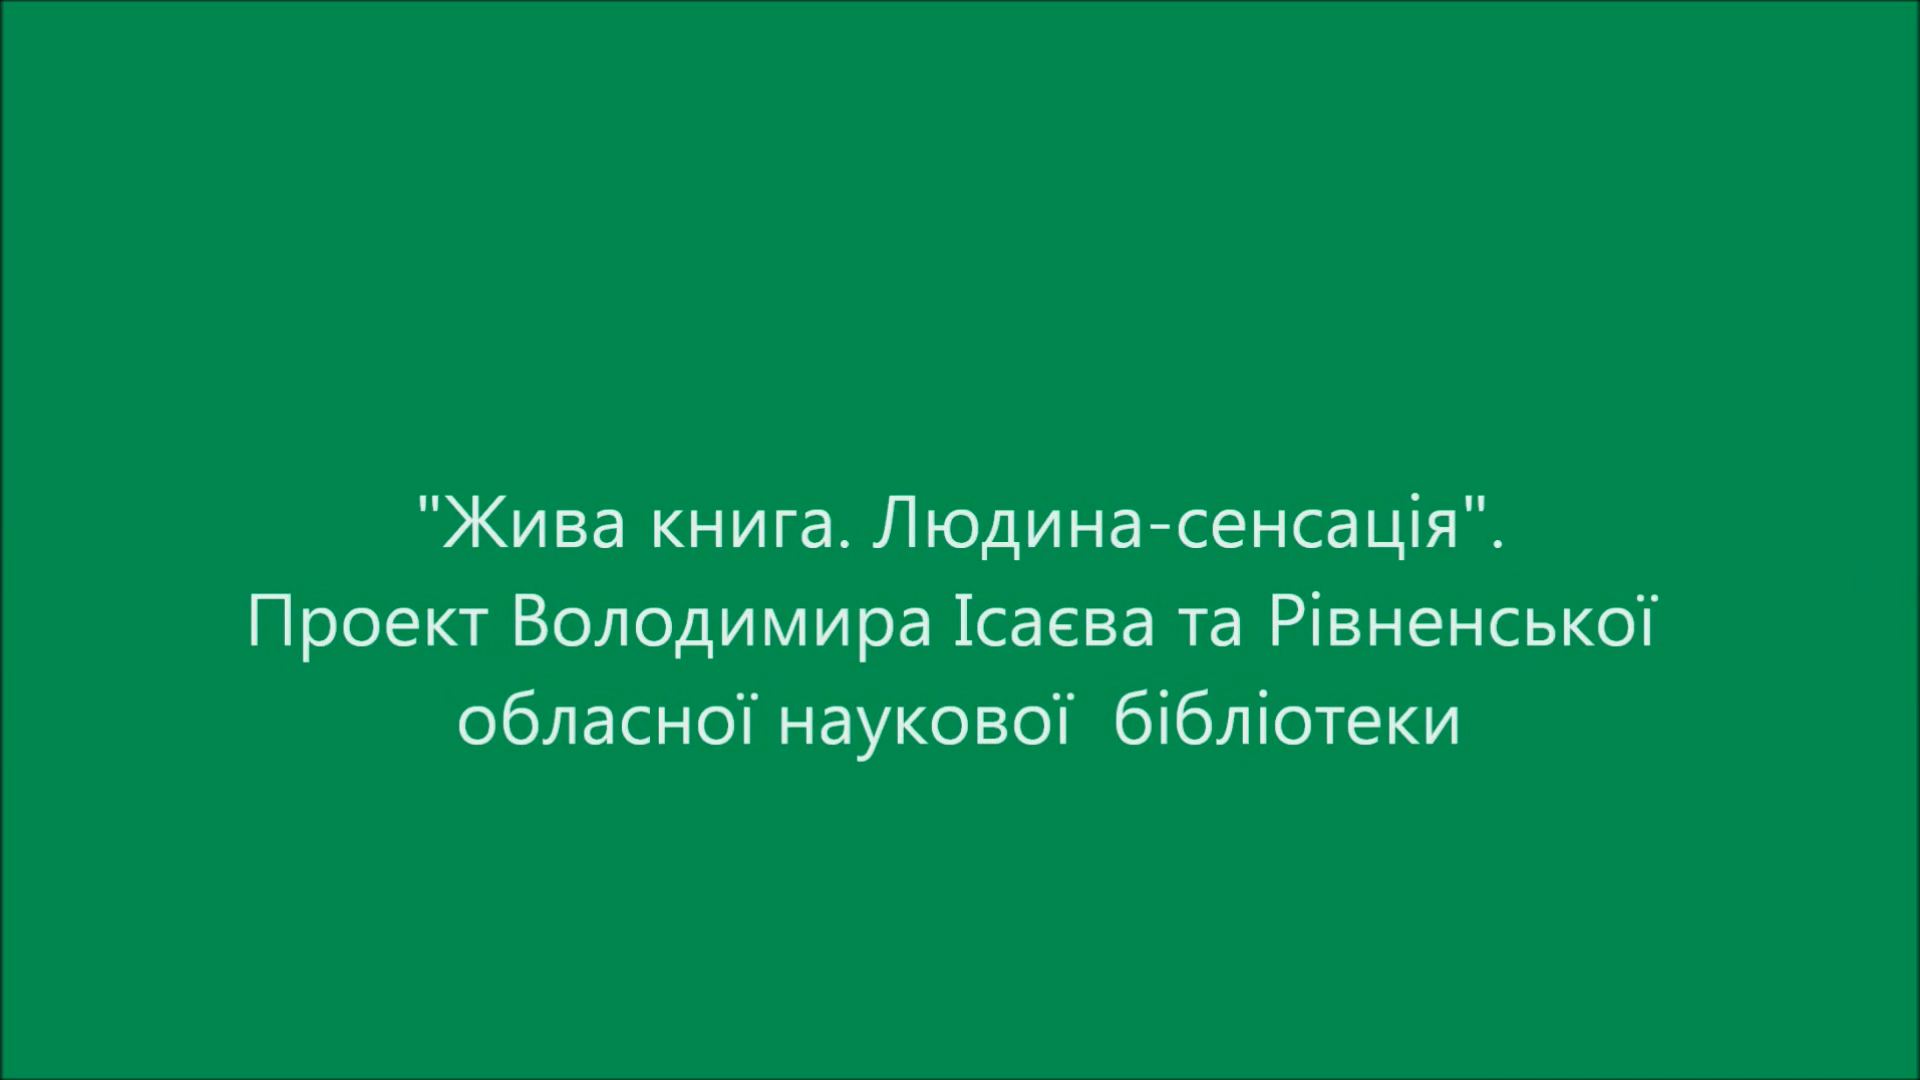 "Жива книга. Людина-сенсація".
Проект Володимира Ісаєва та Рівненської
обласної наукової  бібліотеки